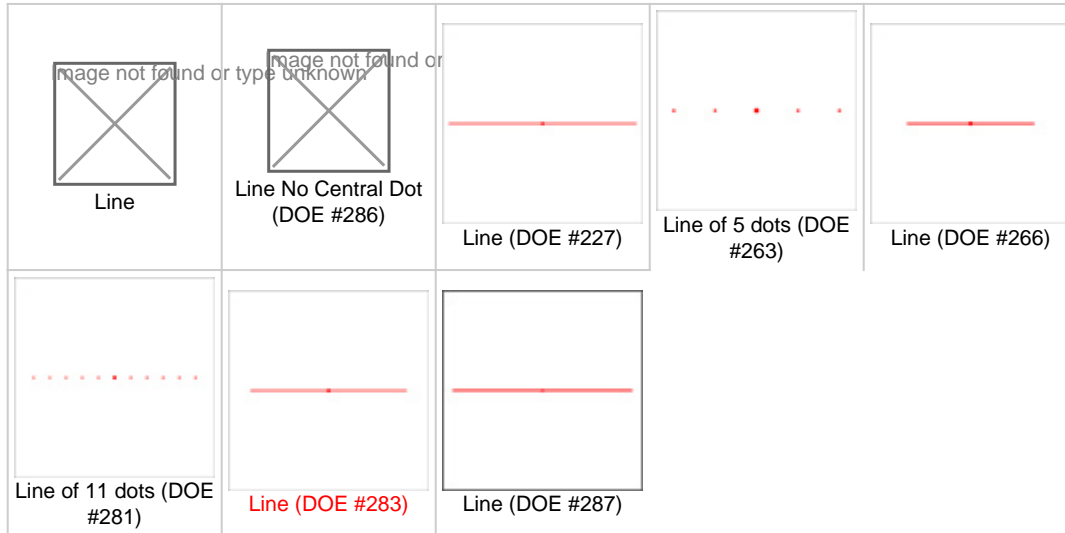 Image not found or type unknown
Line
Image not found or
Line No Central Dot
(DOE #286)
Line (DOE #227)
Line of 5 dots (DOE
#263)
Line (DOE #266)
Line of 11 dots (DOE
#281)
Line (DOE #283)
Line (DOE #287)